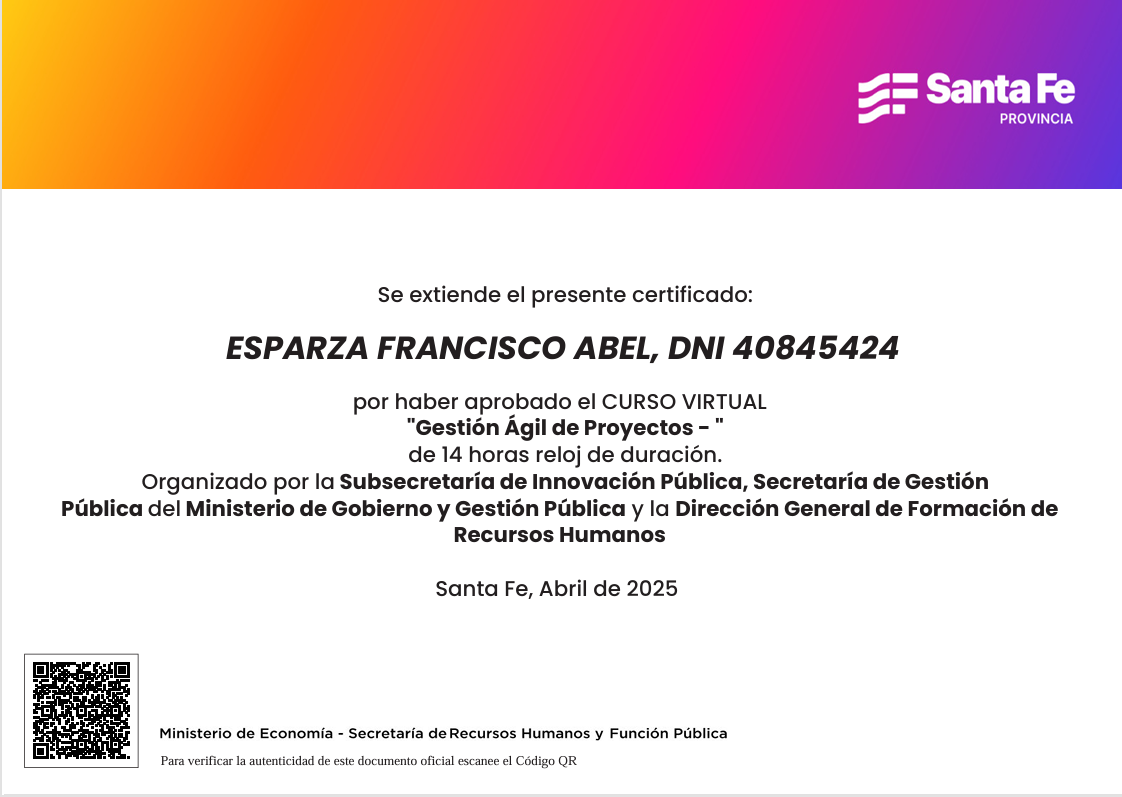 Santa Fe
PROVINCIA
Se extiende el presente certificado:
ESPARZA FRANCISCO ABEL, DNI 40845424
por haber aprobado el CURSO VIRTUAL
"Gestión Ágil de Proyectos - "
de 14 horas reloj de duración.
Organizado por la Subsecretaría de Innovación Pública, Secretaría de Gestión
Pública del Ministerio de Gobierno y Gestión Pública y la Dirección General de Formación de
Recursos Humanos
Santa Fe, Abril de 2025
Ministerio de Economía - Secretaría de Recursos Humanos y Función Pública
Para verificar la autenticidad de este documento oficial escanee el Código QR